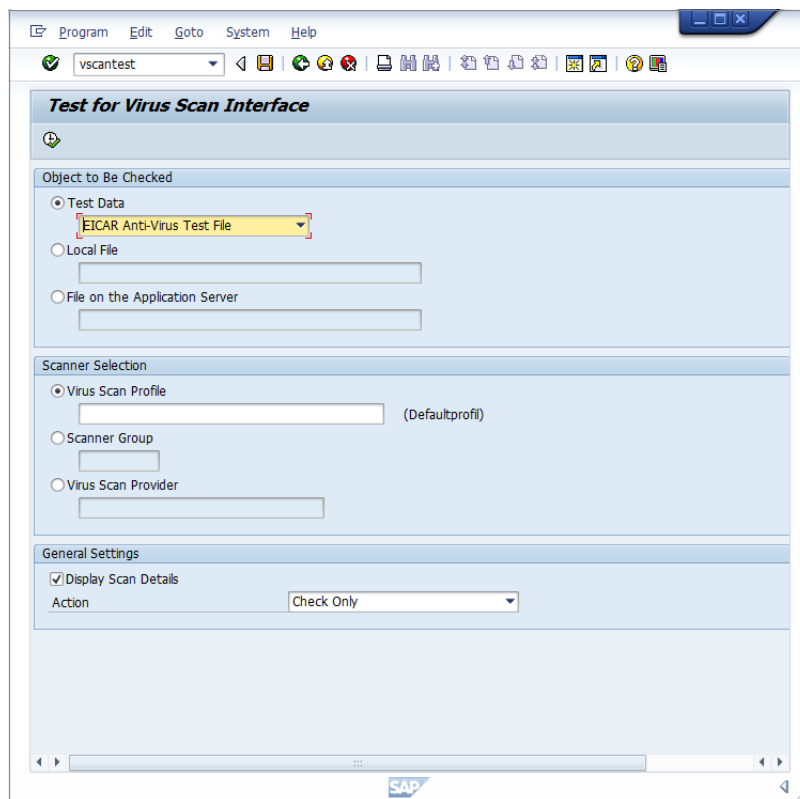 Program Edit Goto System Help
vscantest
Test for Virus Scan Interface
Object to Be Checked
Test Data
EICAR Anti-Virus Test File
Local File
File on the Application Server
Scanner Selection
Virus Scan Profile
(Defaultprofil)
Scanner Group
Virus Scan Provider
General Settings
Display Scan Details
Action Check Only
SAP